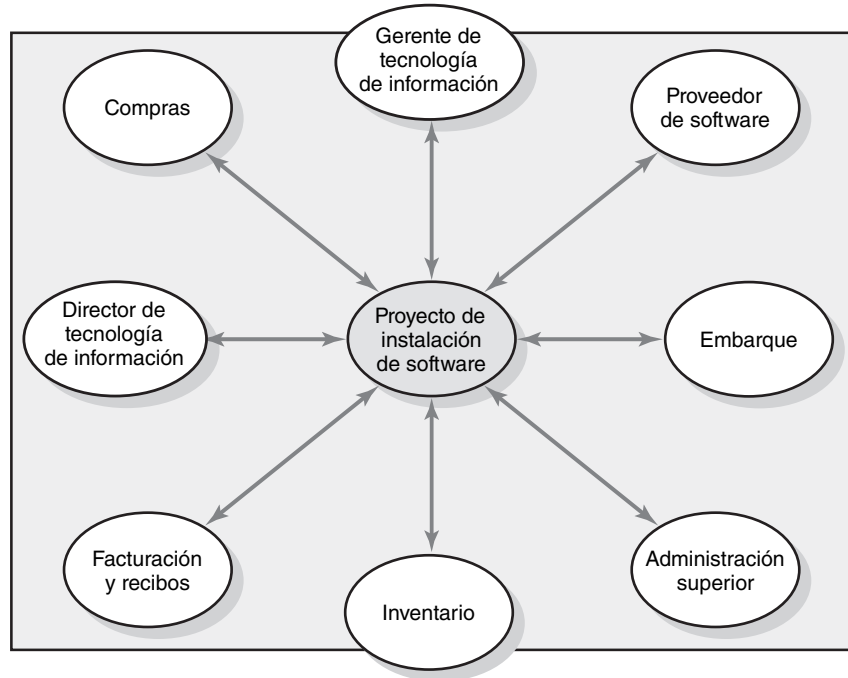 Gerente de
tecnología
de información
Compras
Proveedor
de software
Director de
tecnología
de información
Proyecto de
instalación
de software
Embarque
Facturación
y recibos
Inventario
Administración
superior